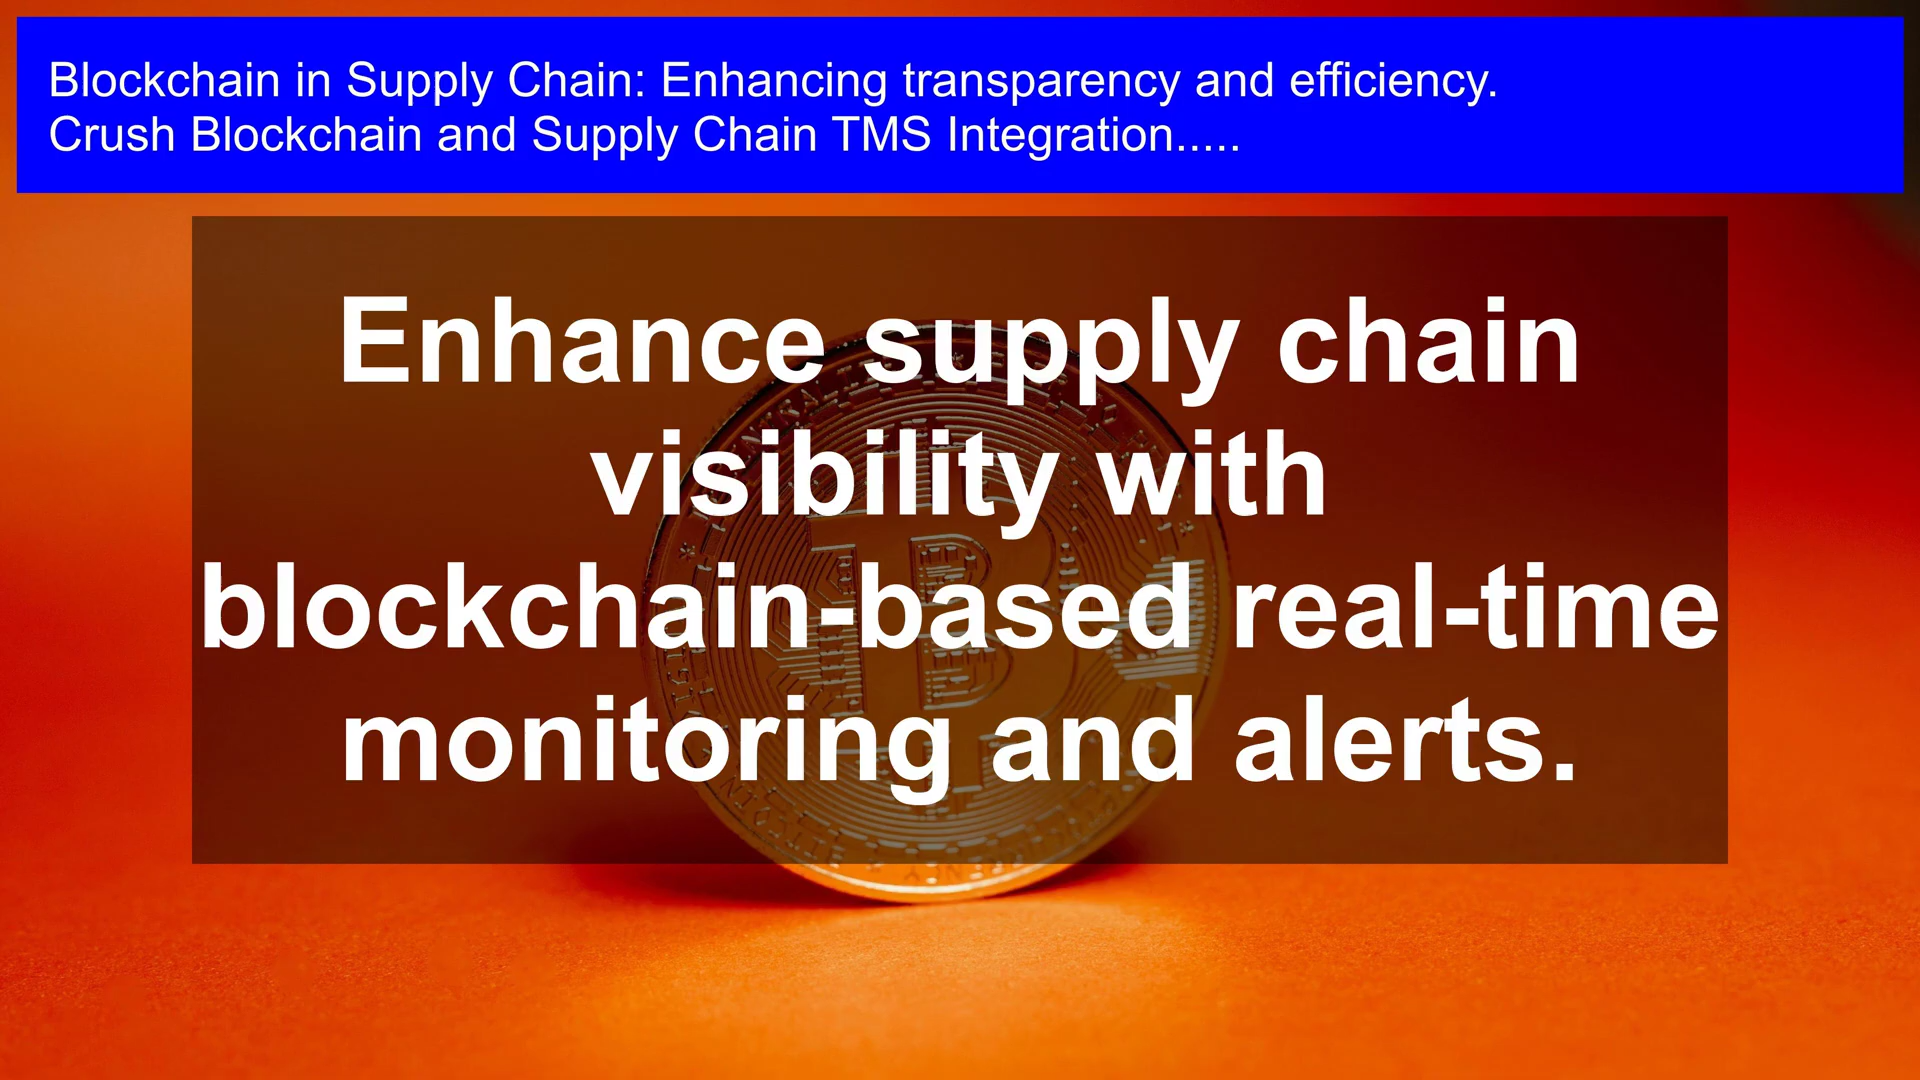 Blockchain in Supply Chain: Enhancing transparency and efficiency.
Crush Blockchain and Supply Chain TMS Integration.....
Enhance supply chain
visibility with
blockchain-based real-time
monitoring and alerts.